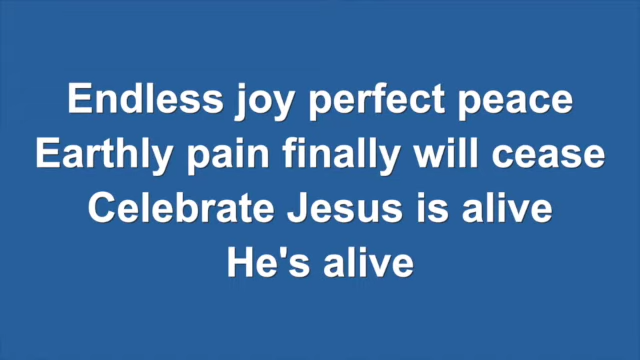 Endless joy perfect peace
Earthly pain finally will cease
Celebrate Jesus is alive
He's alive